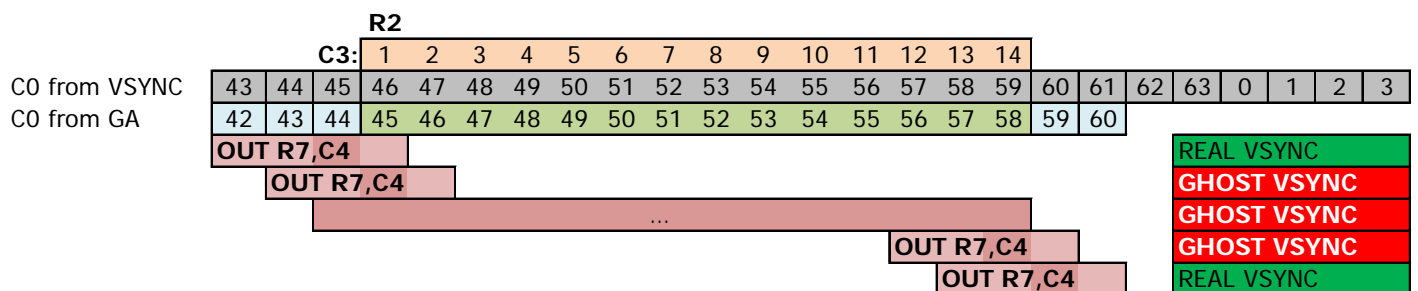 R2
C3: 1 2 3 4 5 6 7 8 9 10 11 12 13 14
C0 from VSYNC 43 44 45 46 47 48 49 50 51 52 53 54 55 56 57 58 59 60 61 62 63 0 1 2 3
C0 from GA 42 43 44 45 46 47 48 49 50 51 52 53 54 55 56 57 58 59 60
OUT R7,C4 REAL VSYNC
OUT R7,C4 GHOST VSYNC
... GHOST VSYNC
OUT R7,C4 GHOST VSYNC
OUT R7,C4 REAL VSYNC